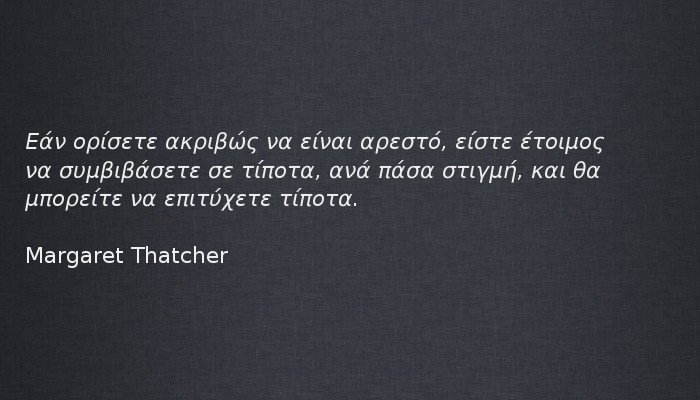 Εάν ορίσετε ακριβώς να είναι αρεστό, είστε έτοιμος
να συμβιβάσετε σε τίποτα, ανά πάσα στιγμή, και θα
μπορείτε να επιτύχετε τίποτα.
Margaret Thatcher